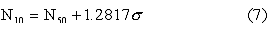 N₁₀ = N₅₀ + 1.2817σ (7)